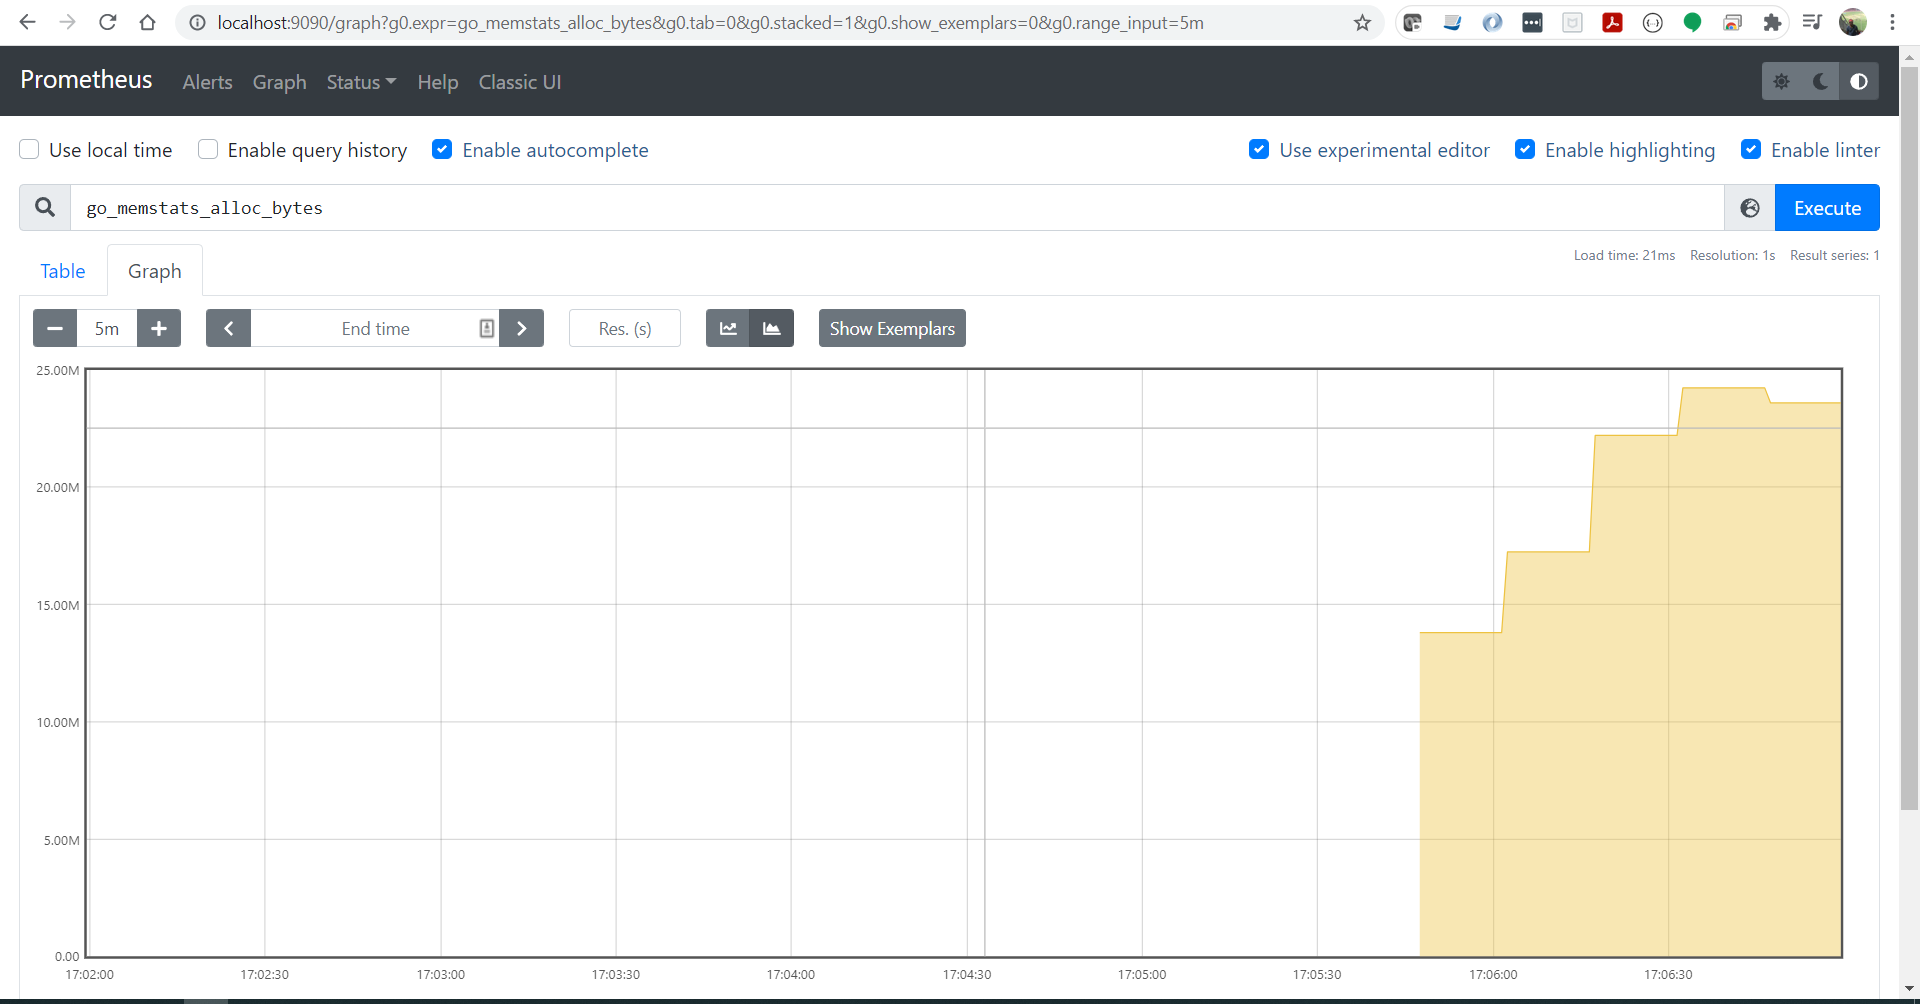 localhost:9090/graph?g0.expr=go_memstats_alloc_bytes&g0.tab=0&g0.stacked=1&g0.show_exemplars=0&g0.range_input=5m
Prometheus Alerts Graph Status Help Classic UI
Use local time Enable query history Enable autocomplete Use experimental editor Enable highlighting Enable linter
go_memstats_alloc_bytes Execute
Table Graph Load time: 21ms Resolution: 1s Result series: 1
5m End time Res. (s) Show Exemplars
25.00M
20.00M
15.00M
10.00M
5.00M
0.00
17:02:00 17:02:30 17:03:00 17:03:30 17:04:00 17:04:30 17:05:00 17:05:30 17:06:00 17:06:30